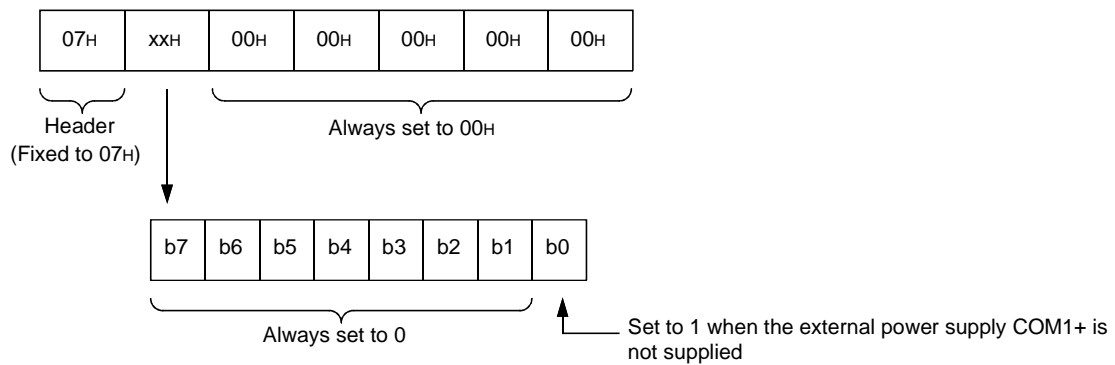 07H xxH 00H 00H 00H 00H 00H
Header
(Fixed to 07H)
Always set to 00H
b7 b6 b5 b4 b3 b2 b1 b0
Always set to 0
Set to 1 when the external power supply COM1+ is
not supplied